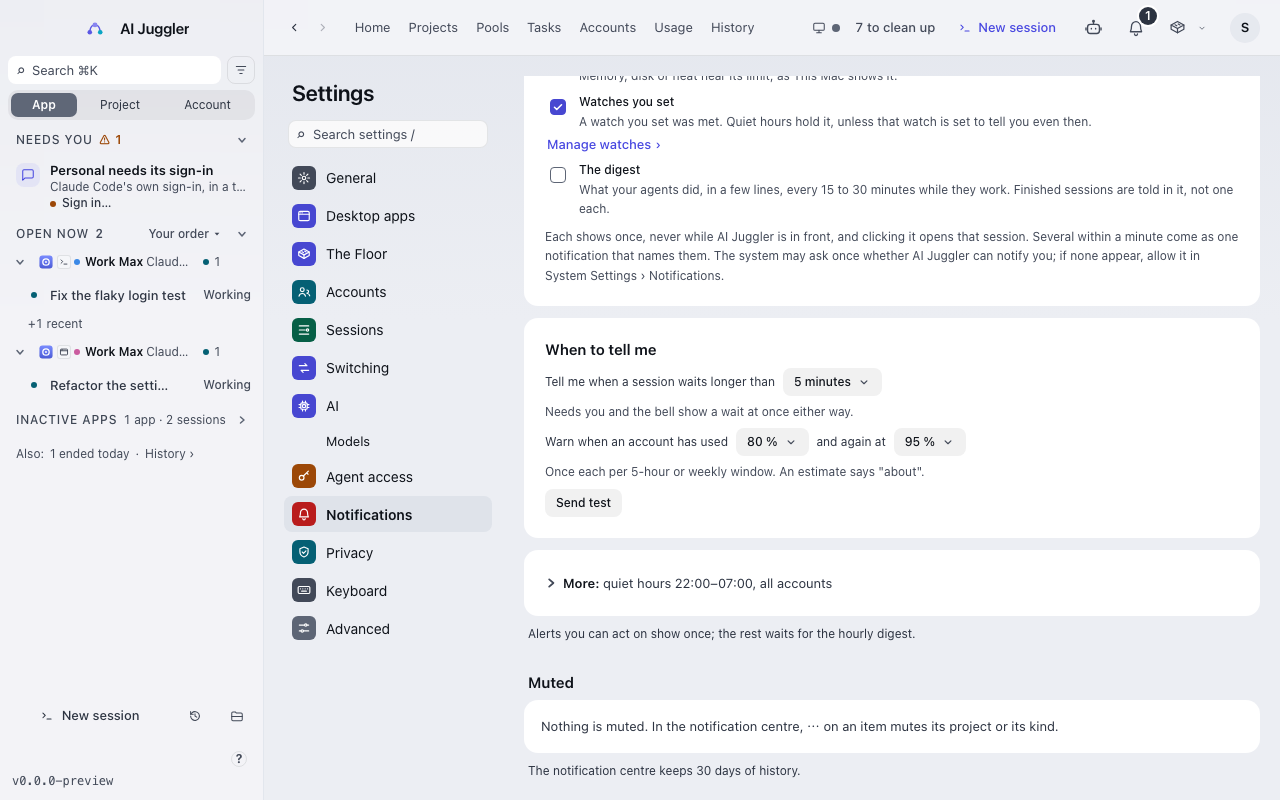 AI Juggler
Search ⌘K
App Project Account
NEEDS YOU 1
Personal needs its sign-in
Claude Code's own sign-in, in a t…
Sign in…
OPEN NOW 2 Your order
Work Max Claud… 1
Fix the flaky login test Working
+1 recent
Work Max Claud… 1
Refactor the setti… Working
INACTIVE APPS 1 app · 2 sessions
Also: 1 ended today · History ›
New session
?
v0.0.0-preview
Home Projects Pools Tasks Accounts Usage History
7 to clean up
New session
1
S
Settings
Search settings /
General
Desktop apps
The Floor
Accounts
Sessions
Switching
AI
Models
Agent access
Notifications
Privacy
Keyboard
Advanced
Memory, disk or heat near its limit, as This Mac shows it.
Watches you set
A watch you set was met. Quiet hours hold it, unless that watch is set to tell you even then.
Manage watches ›
The digest
What your agents did, in a few lines, every 15 to 30 minutes while they work. Finished sessions are told in it, not one
each.
Each shows once, never while AI Juggler is in front, and clicking it opens that session. Several within a minute come as one
notification that names them. The system may ask once whether AI Juggler can notify you; if none appear, allow it in
System Settings › Notifications.
When to tell me
Tell me when a session waits longer than 5 minutes
Needs you and the bell show a wait at once either way.
Warn when an account has used 80 % and again at 95 %
Once each per 5-hour or weekly window. An estimate says "about".
Send test
More: quiet hours 22:00–07:00, all accounts
Alerts you can act on show once; the rest waits for the hourly digest.
Muted
Nothing is muted. In the notification centre, ··· on an item mutes its project or its kind.
The notification centre keeps 30 days of history.